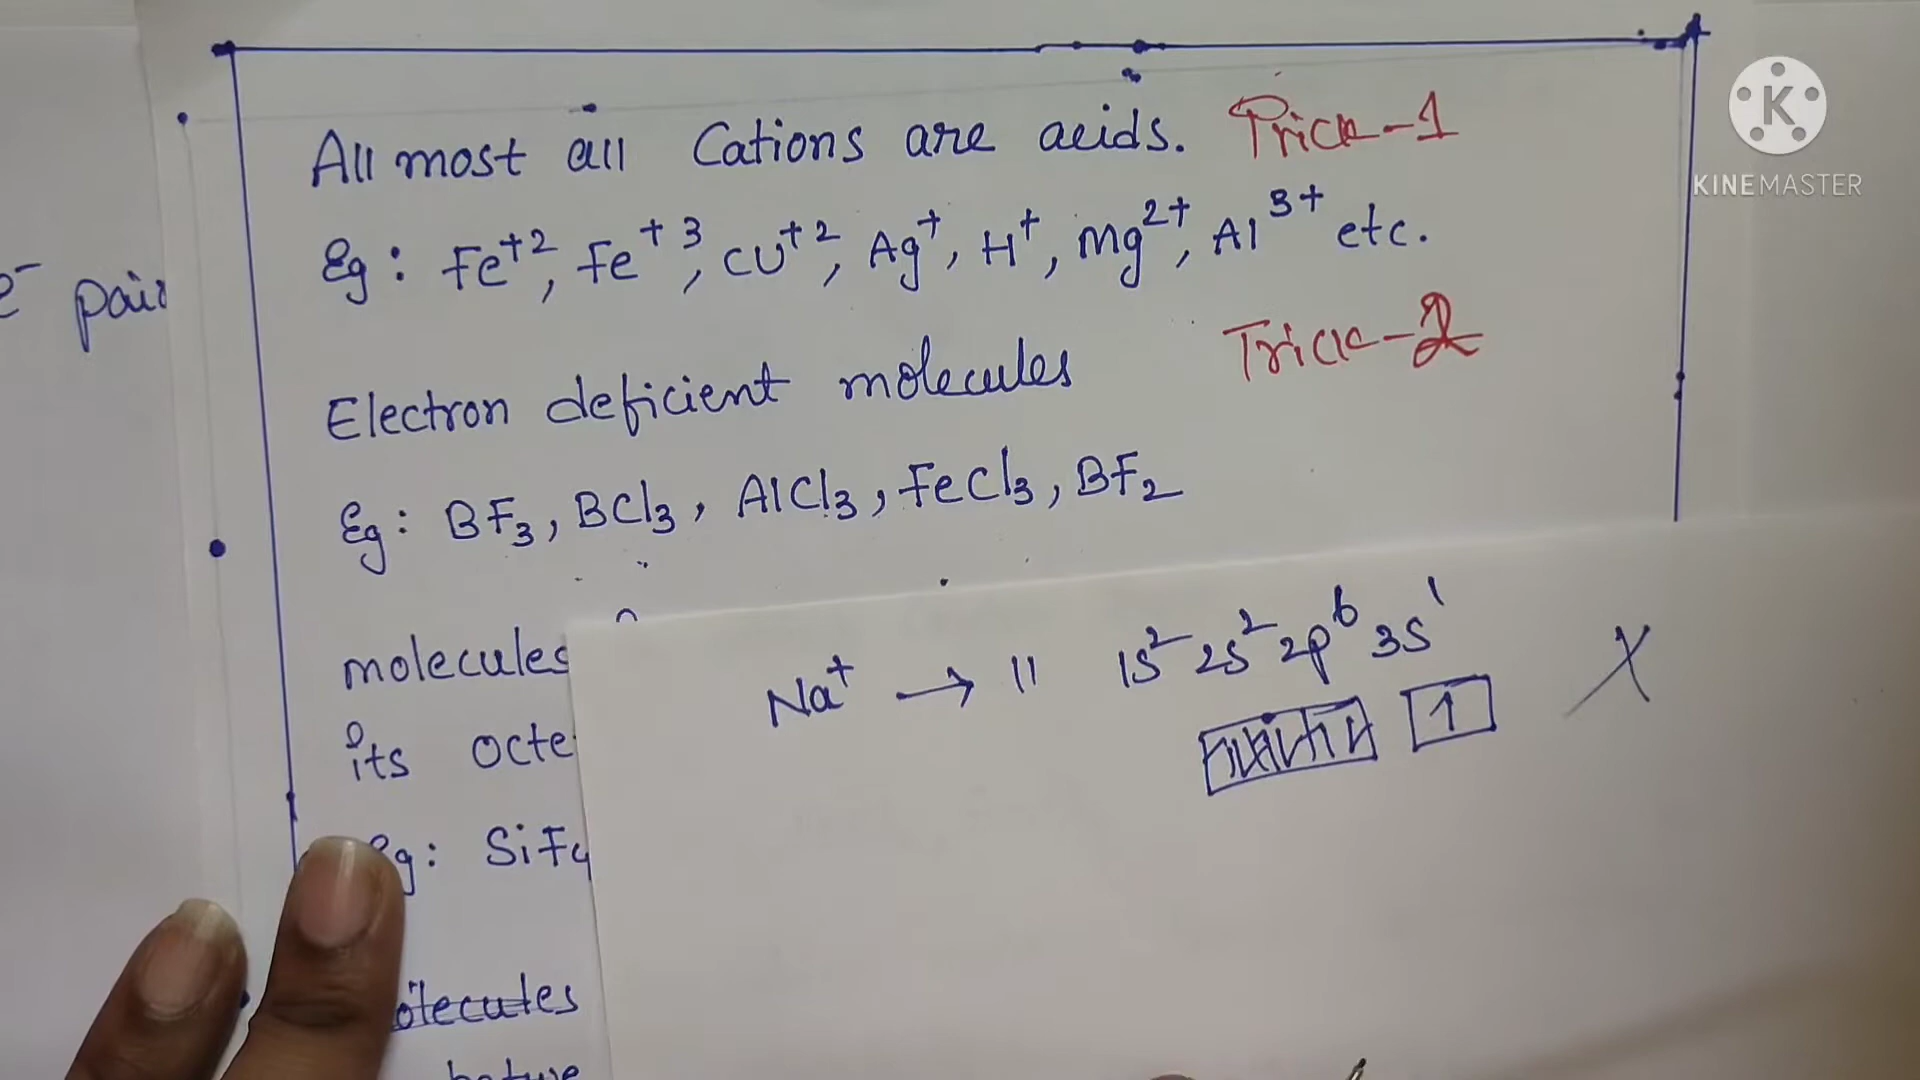 All most all Cations are acids. Trick-1
Eg: Fe+2, Fe+3, CU+2, Ag+, H+, Mg2+, Al3+ etc.
e- pair
Electron deficient molecules Trick-2
Eg: BF3, BCl3, AlCl3, FeCl3, BF2
molecules
its octe
Eg: SiF4
olecules
Na+ → 11 1s² 2s² 2p⁶ 3s¹
1
X
K
KINEMASTER